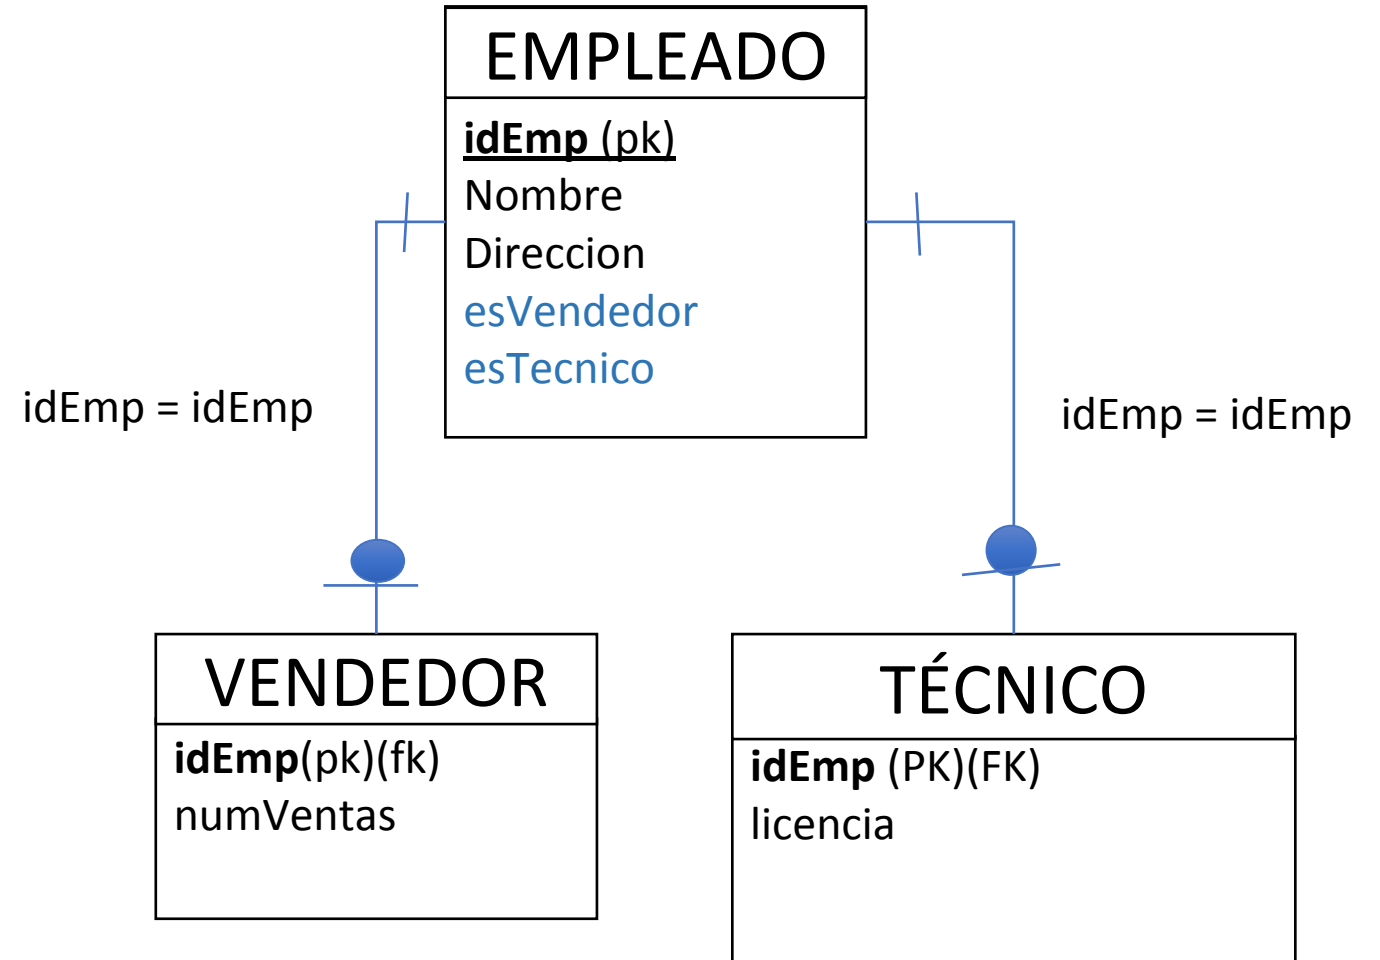 EMPLEADO
idEmp (pk)
Nombre
Direccion
esVendedor
esTecnico
idEmp = idEmp
idEmp = idEmp
VENDEDOR
idEmp(pk)(fk)
numVentas
TÉCNICO
idEmp (PK)(FK)
licencia